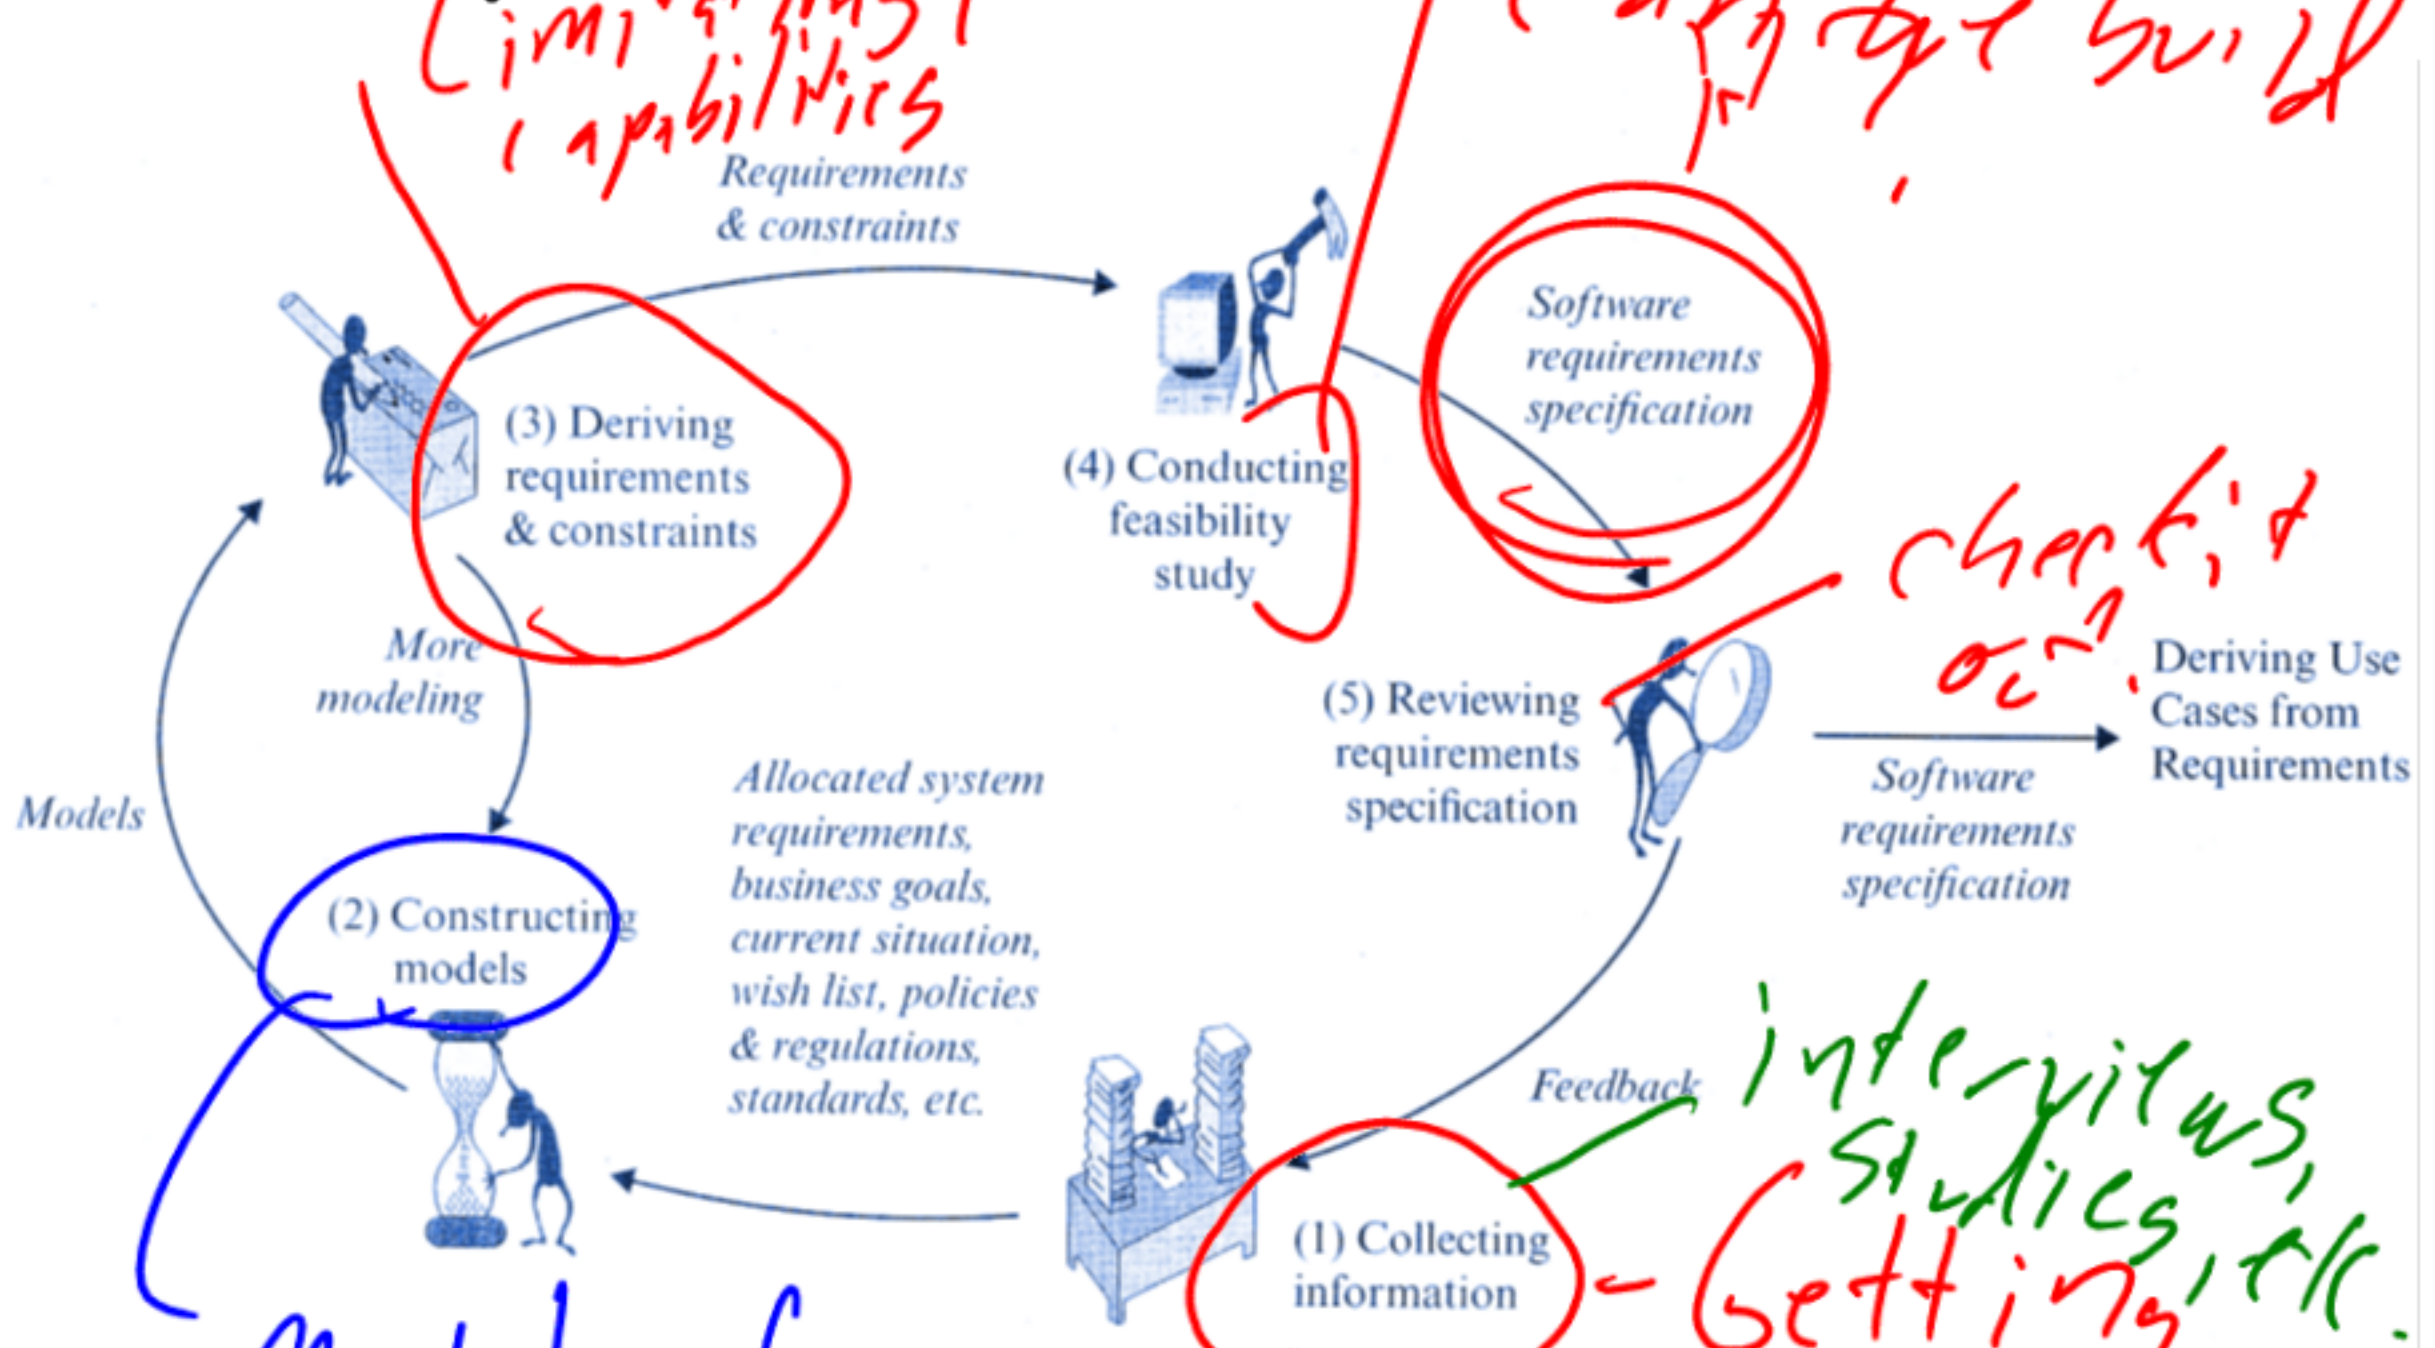 capabilities
build
Requirements
& constraints
Software
requirements
specification
(3) Deriving
requirements
& constraints
(4) Conducting
feasibility
study
check it
More
modeling
(5) Reviewing
requirements
specification
Deriving Use
Cases from
Requirements
Software
requirements
specification
Models
Allocated system
requirements,
business goals,
current situation,
wish list, policies
& regulations,
standards, etc.
(2) Constructing
models
Feedback
interviews,
studies, etc.
(1) Collecting
information
- Getting